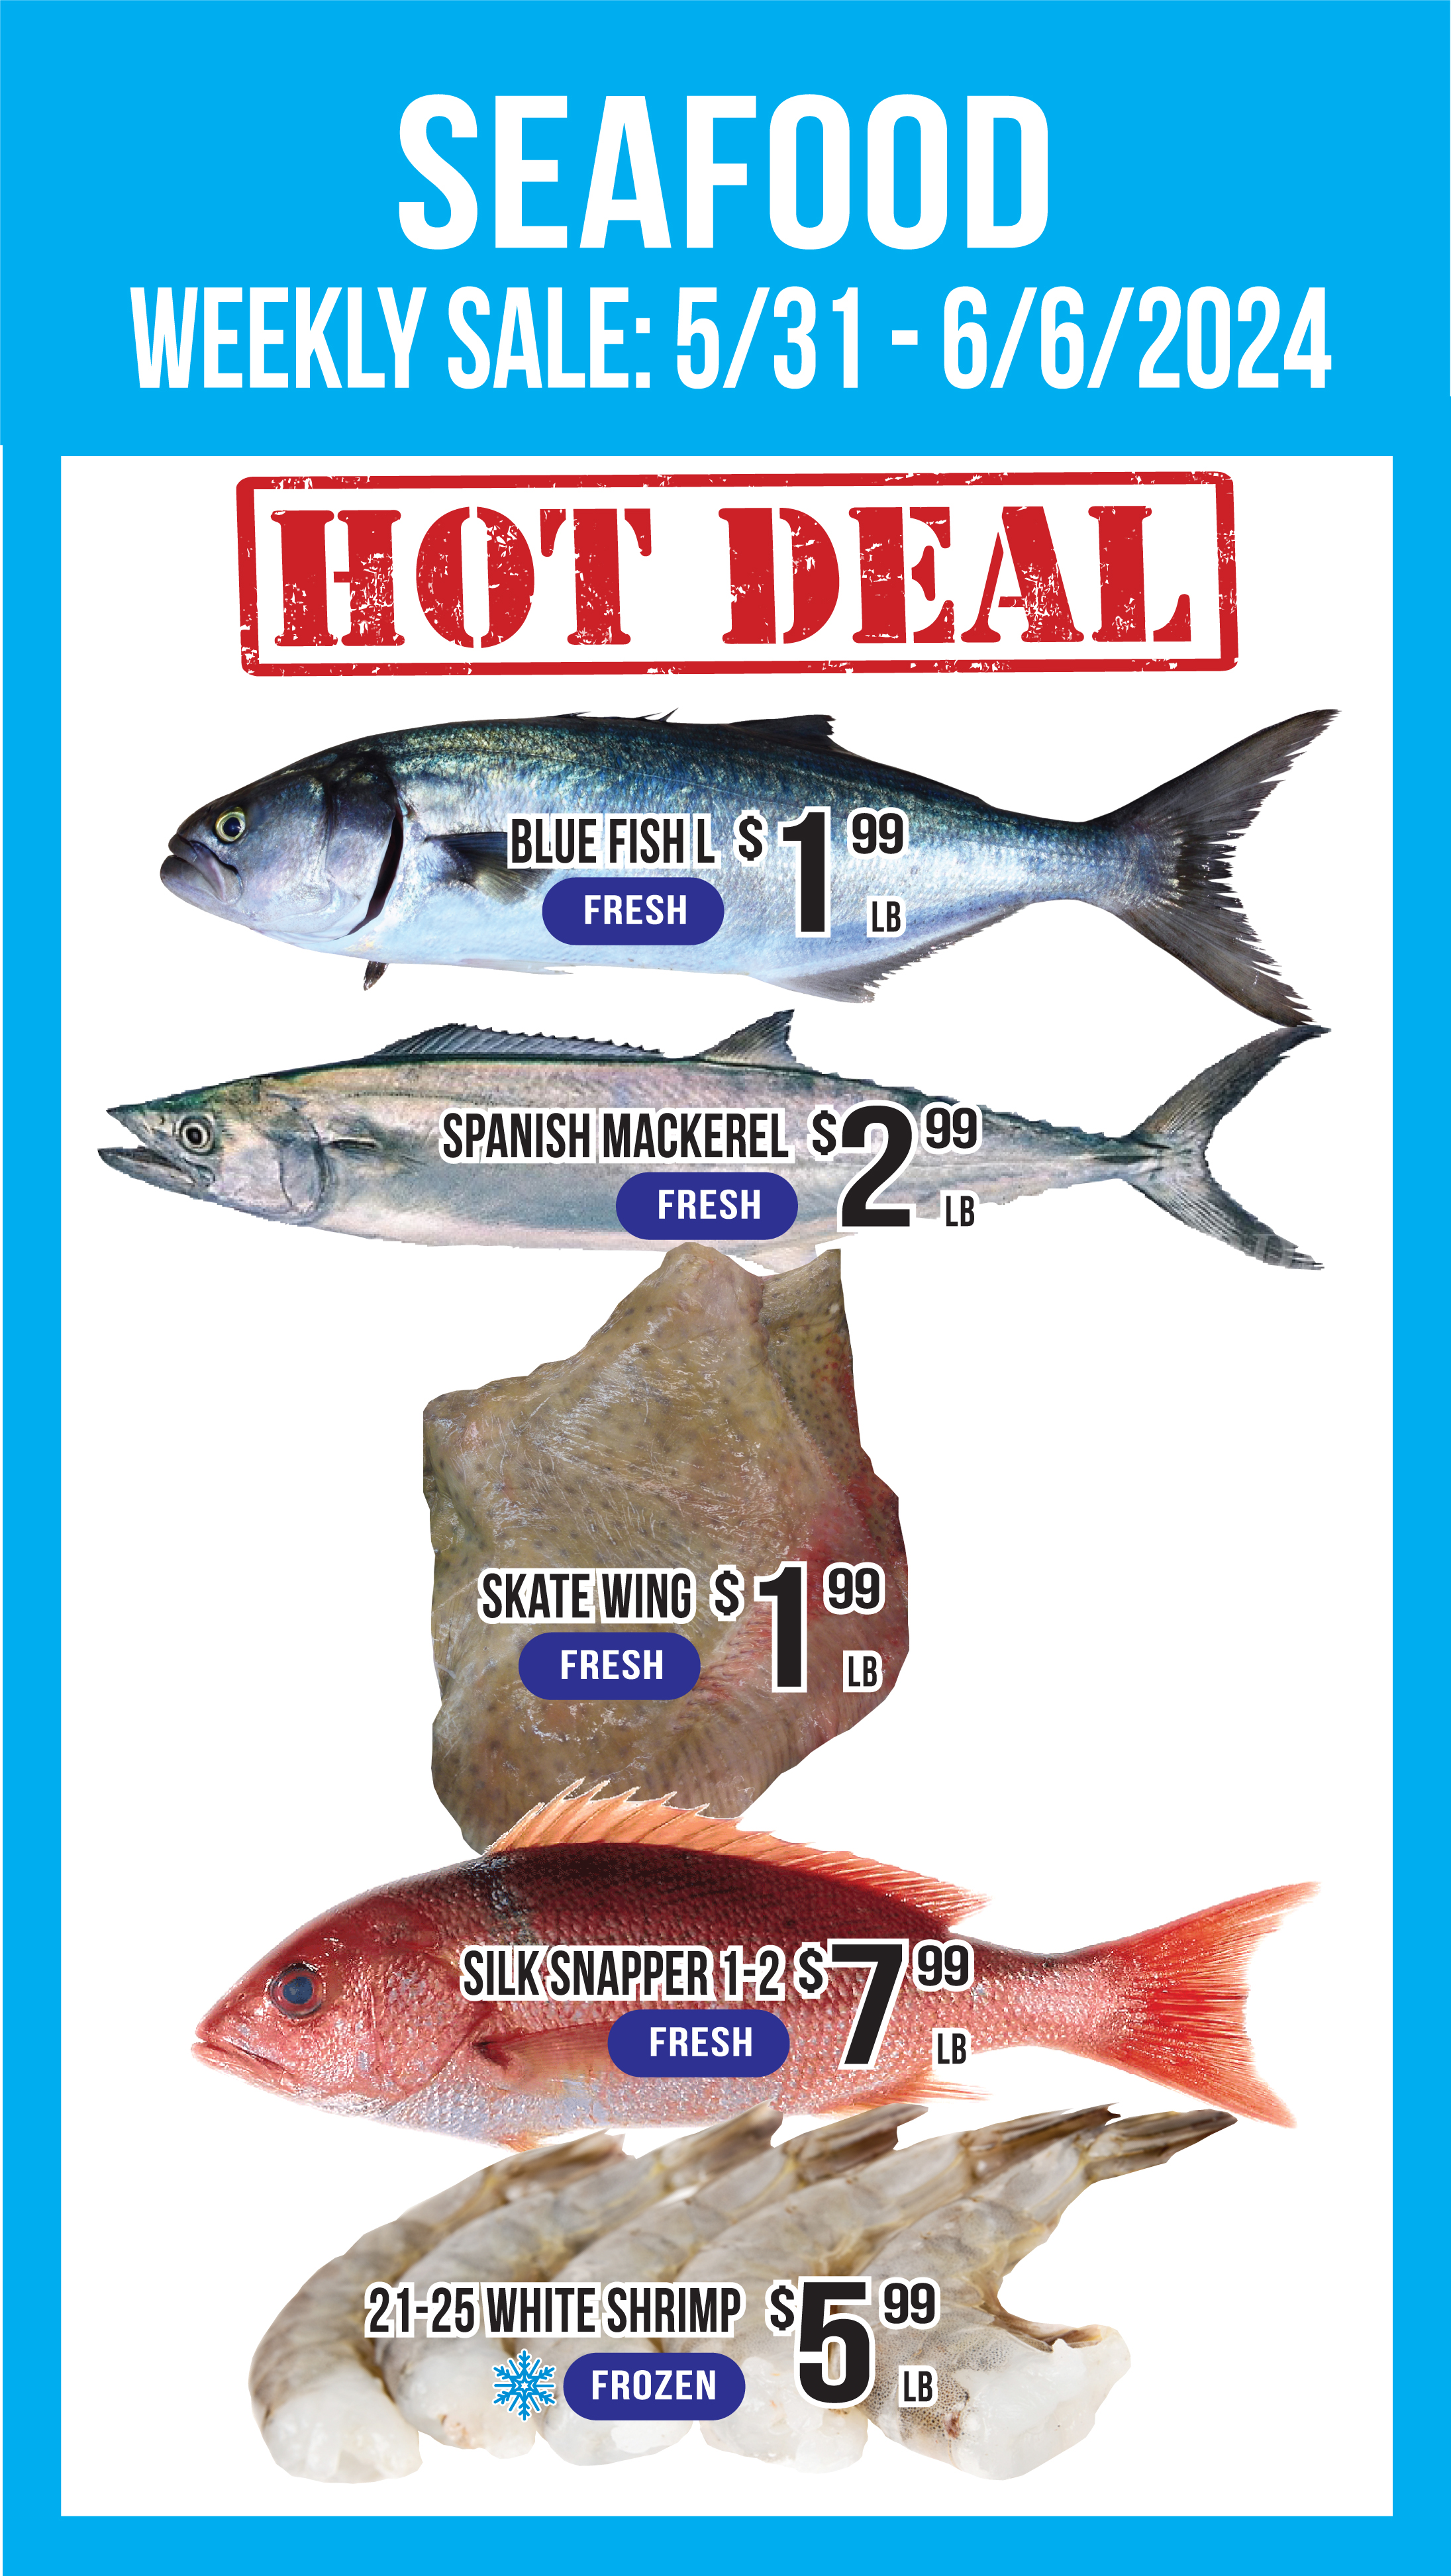 SEAFOOD
WEEKLY SALE: 5/31 - 6/6/2024
HOT DEAL
BLUE FISH L $1 99
FRESH LB
SPANISH MACKEREL $2 99
FRESH LB
SKATE WING $1 99
FRESH LB
SILK SNAPPER 1-2 $7 99
FRESH LB
21-25 WHITE SHRIMP $5 99
FROZEN LB